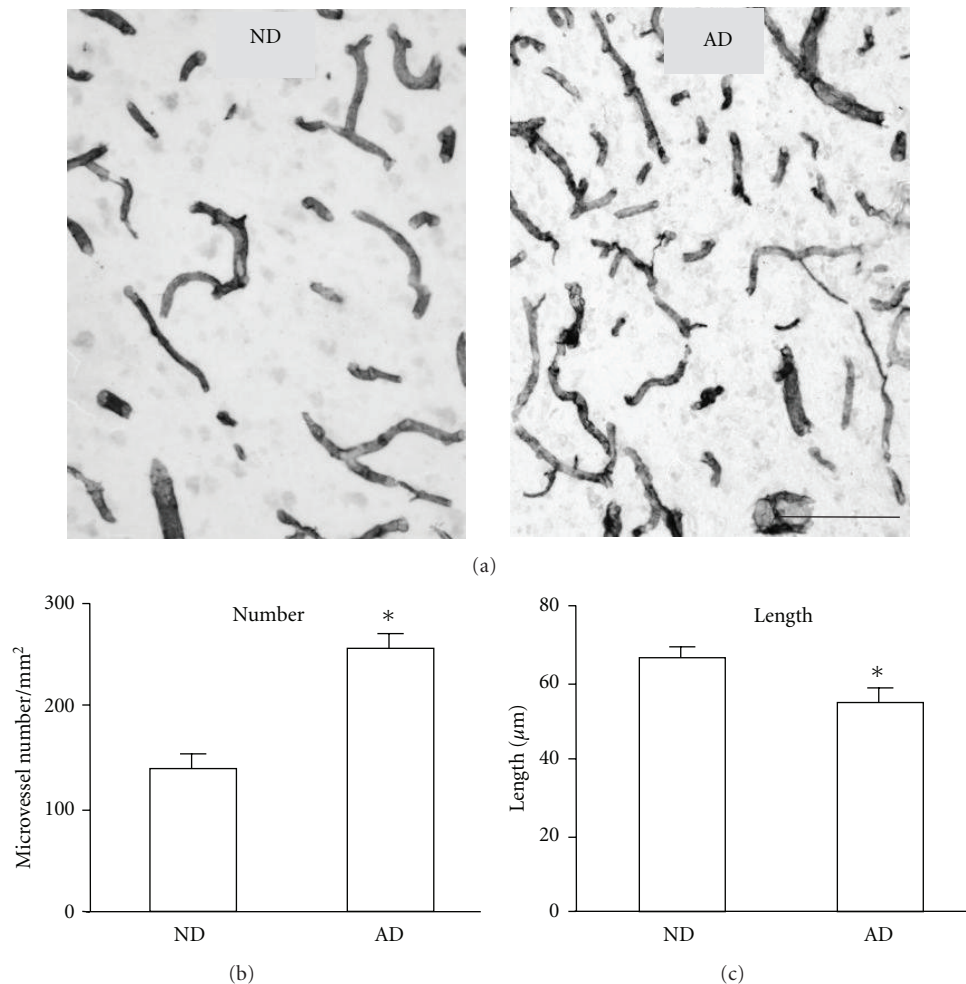 ND
AD
(a)
300
200
100
0
Microvessel number/mm²
Number
*
ND
AD
(b)
80
60
40
20
0
Length (μm)
Length
*
ND
AD
(c)